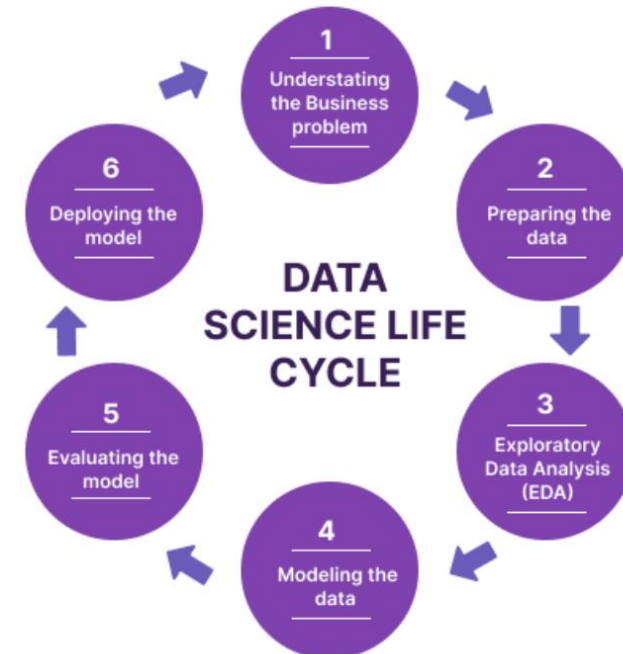 1
Understating
the Business
problem
2
Preparing the
data
3
Exploratory
Data Analysis
(EDA)
4
Modeling the
data
5
Evaluating the
model
6
Deploying the
model
DATA
SCIENCE LIFE
CYCLE